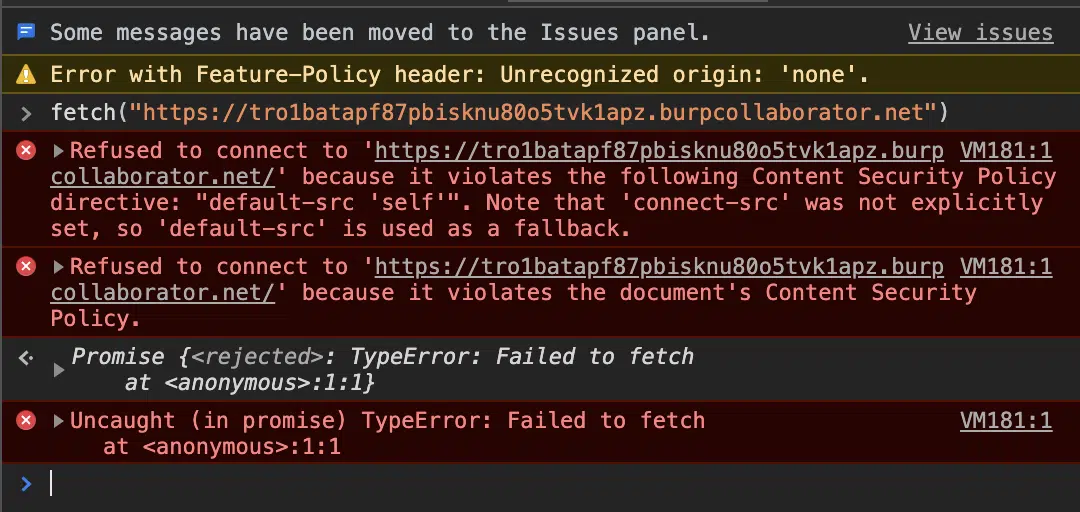 Some messages have been moved to the Issues panel. View issues
Error with Feature-Policy header: Unrecognized origin: 'none'.
fetch("https://tro1batapf87pbisknu80o5tvk1apz.burpcollaborator.net")
Refused to connect to 'https://tro1batapf87pbisknu80o5tvk1apz.burp VM181:1
collaborator.net/' because it violates the following Content Security Policy
directive: "default-src 'self'". Note that 'connect-src' was not explicitly
set, so 'default-src' is used as a fallback.
Refused to connect to 'https://tro1batapf87pbisknu80o5tvk1apz.burp VM181:1
collaborator.net/' because it violates the document's Content Security
Policy.
Promise {<rejected>: TypeError: Failed to fetch
at <anonymous>:1:1}
Uncaught (in promise) TypeError: Failed to fetch VM181:1
at <anonymous>:1:1